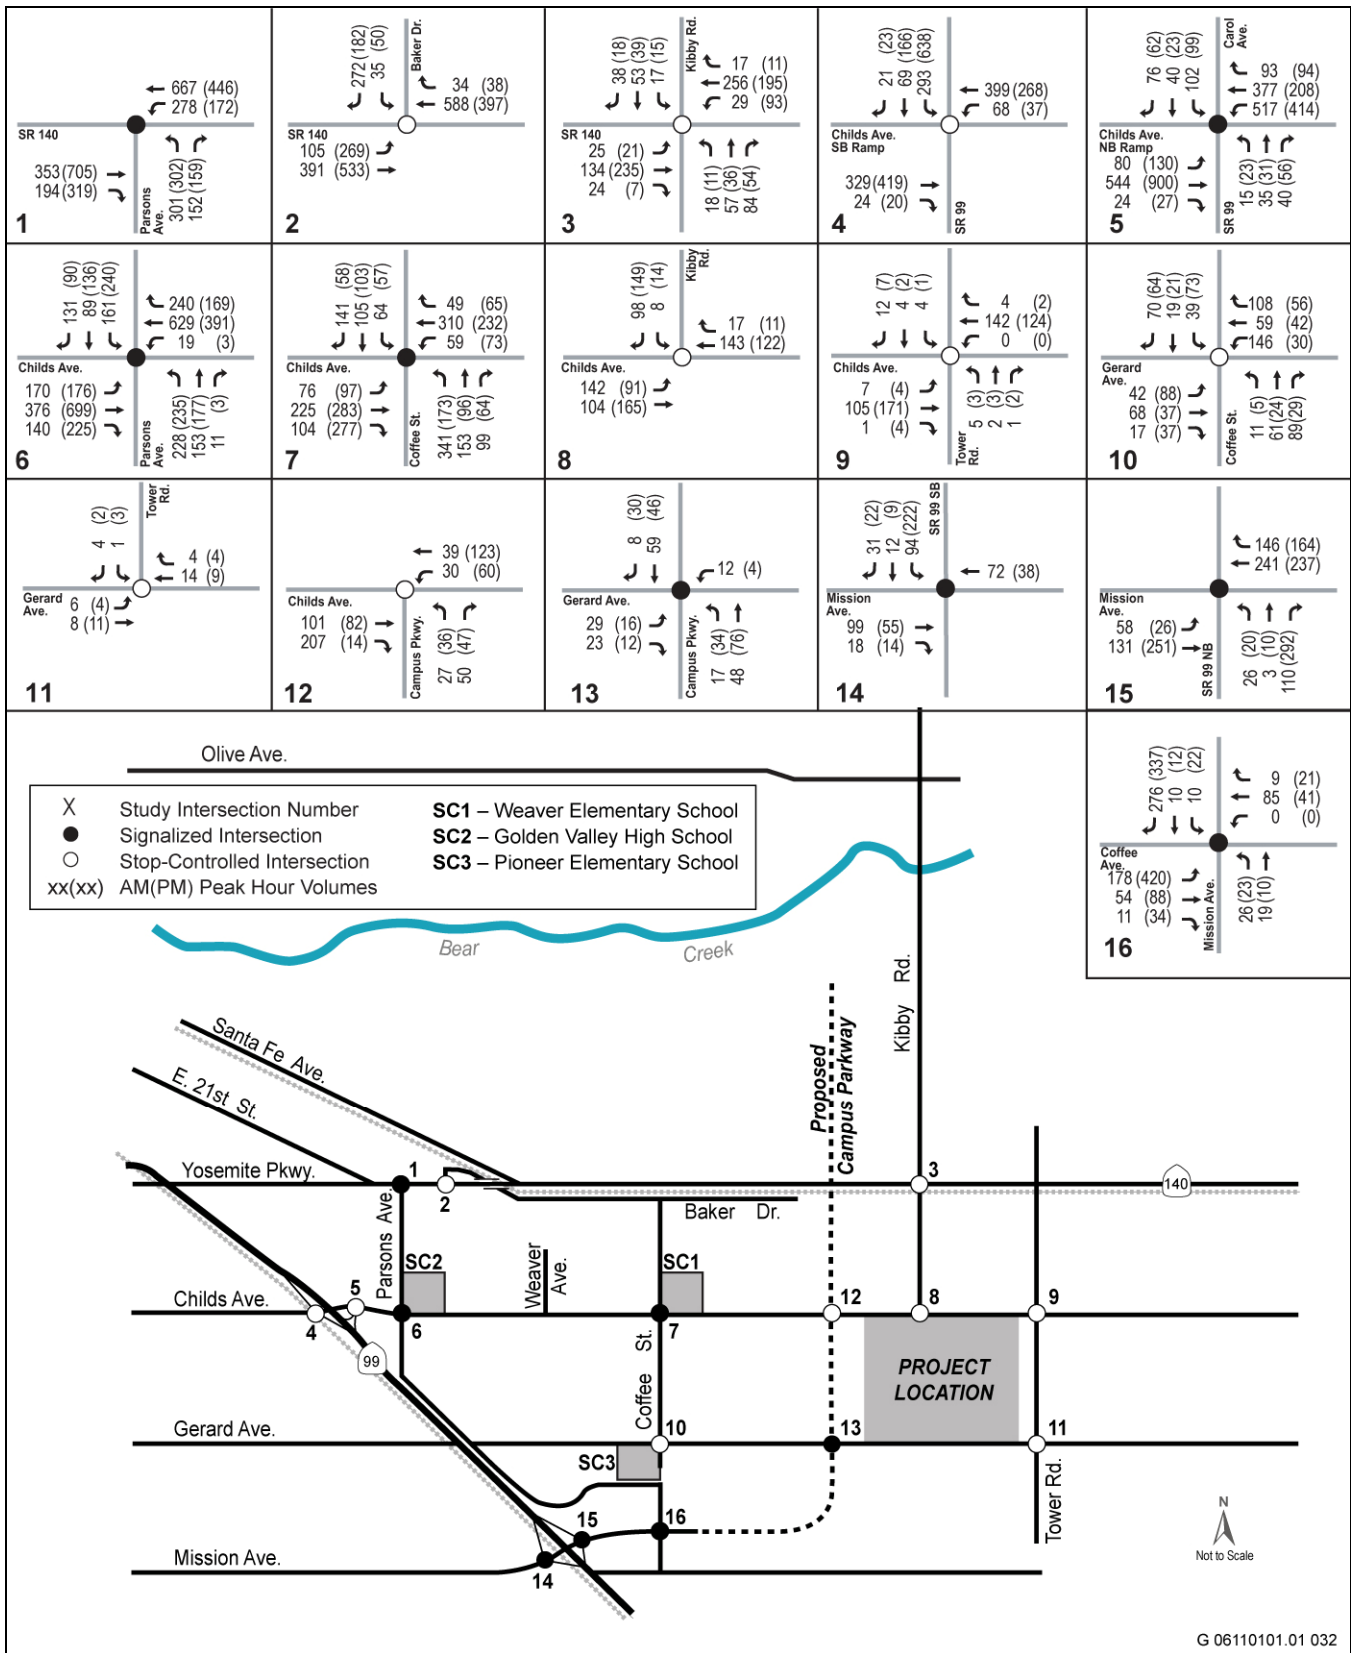 667 (446)
278 (172)
SR 140
353 (705)
194 (319)
Parsons Ave.
301 (302)
152 (159)
1
272 (182)
35 (50)
Baker Dr.
34 (38)
588 (397)
SR 140
105 (269)
391 (533)
2
38 (18)
53 (39)
17 (15)
Kibby Rd.
17 (11)
256 (195)
29 (93)
SR 140
25 (21)
134 (235)
24 (7)
18 (11)
57 (36)
84 (54)
3
21 (23)
69 (166)
293 (638)
399 (268)
68 (37)
Childs Ave.
SB Ramp
329 (419)
24 (20)
SR 99
4
76 (62)
40 (23)
102 (99)
Carol Ave.
93 (94)
377 (208)
517 (414)
Childs Ave.
NB Ramp
80 (130)
544 (900)
24 (27)
SR 99
15 (23)
35 (31)
40 (56)
5
131 (90)
89 (136)
161 (240)
240 (169)
629 (391)
19 (3)
Childs Ave.
170 (176)
376 (699)
140 (225)
Parsons Ave.
228 (235)
153 (177)
11 (3)
6
141 (58)
105 (103)
64 (57)
49 (65)
310 (232)
59 (73)
Childs Ave.
76 (97)
225 (283)
104 (277)
Coffee St.
341 (173)
153 (96)
99 (64)
7
98 (149)
8 (14)
Kibby Rd.
17 (11)
143 (122)
Childs Ave.
142 (91)
104 (165)
8
12 (7)
4 (2)
4 (1)
4 (2)
142 (124)
0 (0)
Childs Ave.
7 (4)
105 (171)
1 (4)
Tower Rd.
5 (3)
2 (3)
1 (2)
9
70 (64)
19 (21)
39 (73)
108 (56)
59 (42)
146 (30)
Gerard Ave.
42 (88)
68 (37)
17 (37)
Coffee St.
11 (5)
61 (24)
89 (29)
10
4 (2)
1 (3)
Tower Rd.
4 (4)
14 (9)
Gerard Ave.
6 (4)
8 (11)
11
39 (123)
30 (60)
Childs Ave.
101 (82)
207 (14)
Campus Pkwy.
27 (36)
50 (47)
12
8 (30)
59 (46)
12 (4)
Gerard Ave.
29 (16)
23 (12)
Campus Pkwy.
17 (34)
48 (76)
13
31 (22)
12 (9)
94 (222)
SR 99 SB
72 (38)
Mission Ave.
99 (55)
18 (14)
14
146 (164)
241 (237)
Mission Ave.
58 (26)
131 (251)
SR 99 NB
26 (20)
3 (10)
110 (292)
15
276 (337)
10 (12)
10 (22)
9 (21)
85 (41)
0 (0)
Coffee Ave.
178 (420)
54 (88)
11 (34)
Mission Ave.
26 (23)
19 (10)
16
Olive Ave.
X Study Intersection Number
Signalized Intersection
Stop-Controlled Intersection
xx(xx) AM(PM) Peak Hour Volumes
SC1 – Weaver Elementary School
SC2 – Golden Valley High School
SC3 – Pioneer Elementary School
Bear Creek
Kibby Rd.
Proposed
Campus Parkway
Santa Fe Ave.
E. 21st St.
Yosemite Pkwy.
1
2
3
140
Baker Dr.
Parsons Ave.
SC2
Weaver Ave.
SC1
Childs Ave.
4
5
6
7
12
8
9
99
Coffee St.
PROJECT
LOCATION
Gerard Ave.
10
13
11
SC3
Tower Rd.
15
16
Mission Ave.
14
N
Not to Scale
G 06110101.01 032